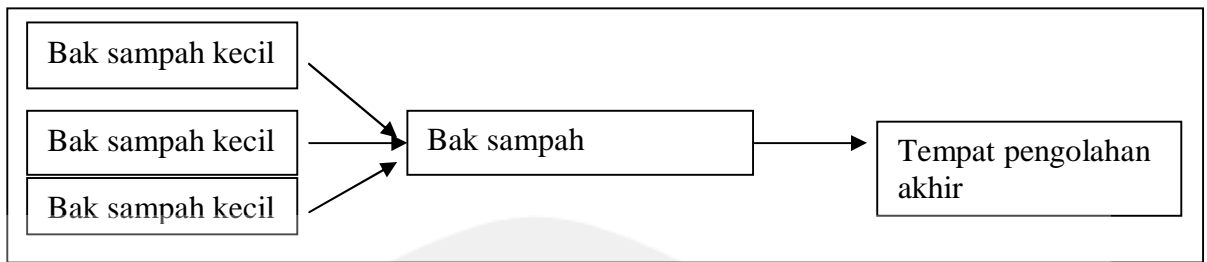 Bak sampah kecil
Bak sampah kecil
Bak sampah kecil
Bak sampah
Tempat pengolahan
akhir